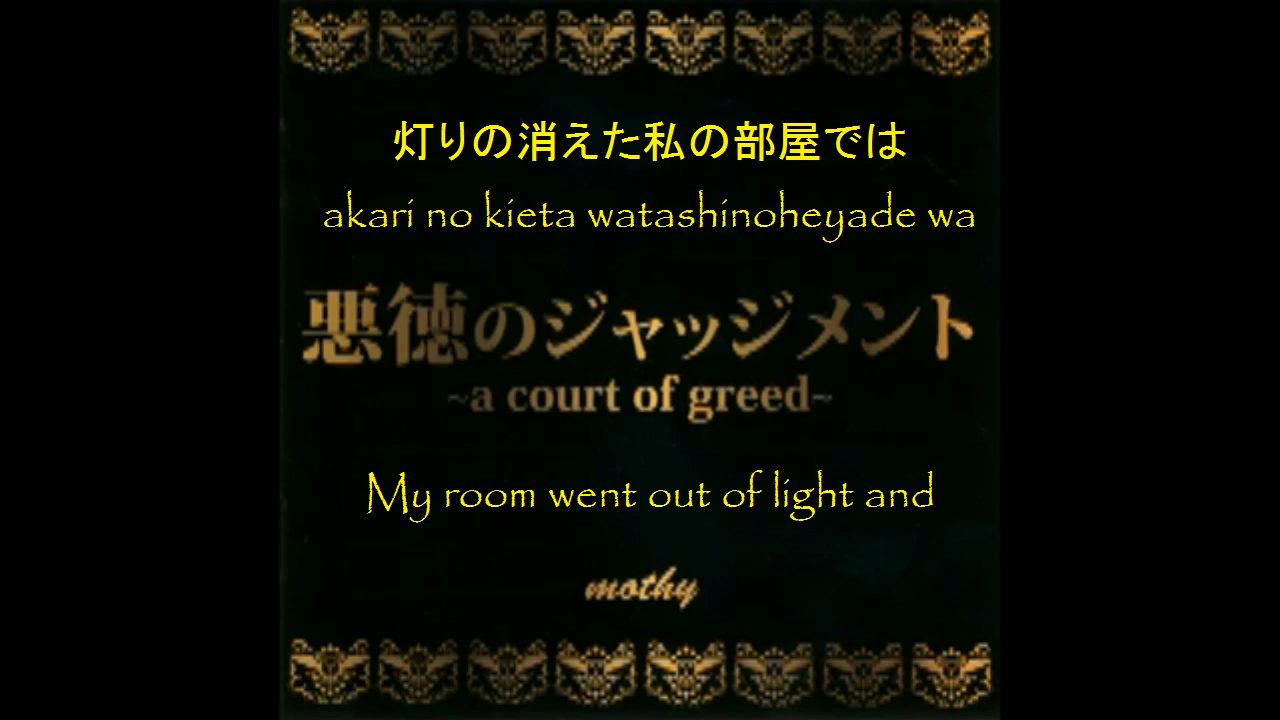 灯りの消えた私の部屋では
akari no kieta watashinoheyade wa
悪徳のジャッジメント
~a court of greed~
My room went out of light and
mothy